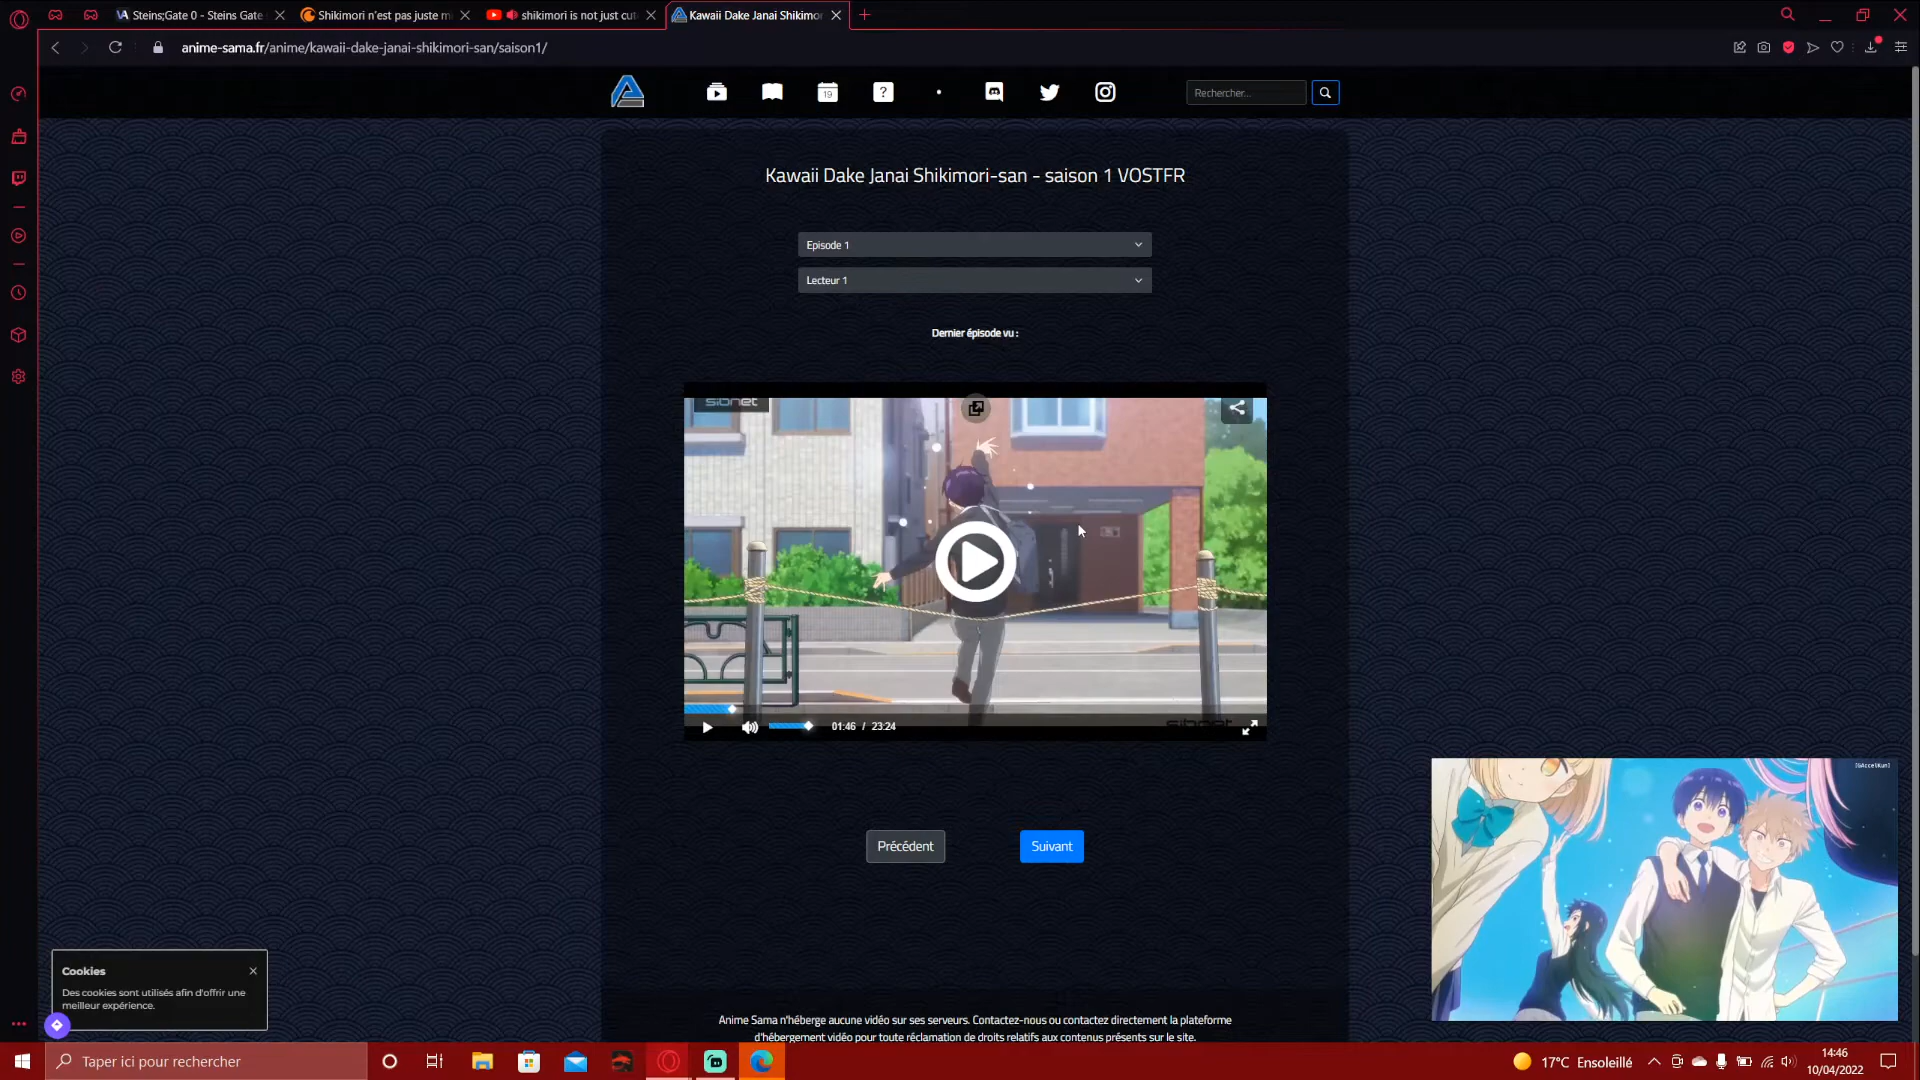 Steins;Gate 0 - Steins Gate
Shikimori n'est pas juste m
shikimori is not just cut
Kawaii Dake Janai Shikimor
anime-sama.fr/anime/kawaii-dake-janai-shikimori-san/saison1/
19
Rechercher...
Kawaii Dake Janai Shikimori-san - saison 1 VOSTFR
Episode 1
Lecteur 1
Dernier épisode vu :
sibnet
sibnet
01:46 / 23:24
[GAccelKun]
Précédent
Suivant
Cookies
Des cookies sont utilisés afin d'offrir une
meilleur expérience.
Anime Sama n'héberge aucune vidéo sur ses serveurs. Contactez-nous ou contactez directement la plateforme
d'hébergement vidéo pour toute réclamation de droits relatifs aux contenus présents sur le site.
Taper ici pour rechercher
17°C Ensoleillé
14:46
10/04/2022